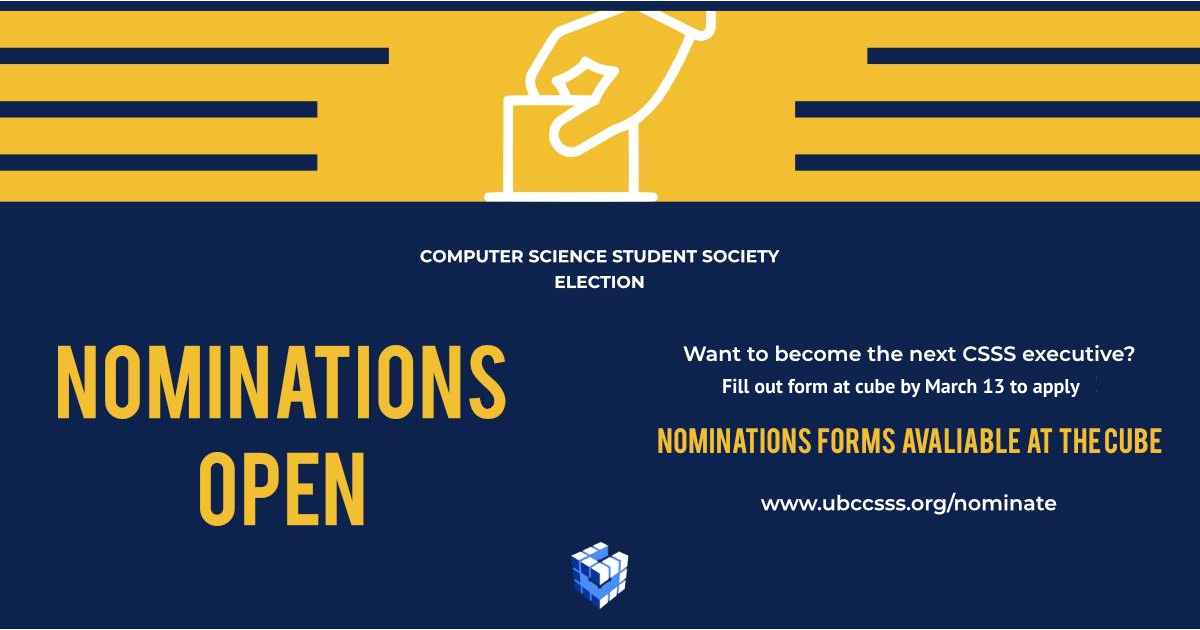 COMPUTER SCIENCE STUDENT SOCIETY
ELECTION
NOMINATIONS
OPEN
Want to become the next CSSS executive?
Fill out form at cube by March 13 to apply
NOMINATIONS FORMS AVALIABLE AT THE CUBE
www.ubccsss.org/nominate